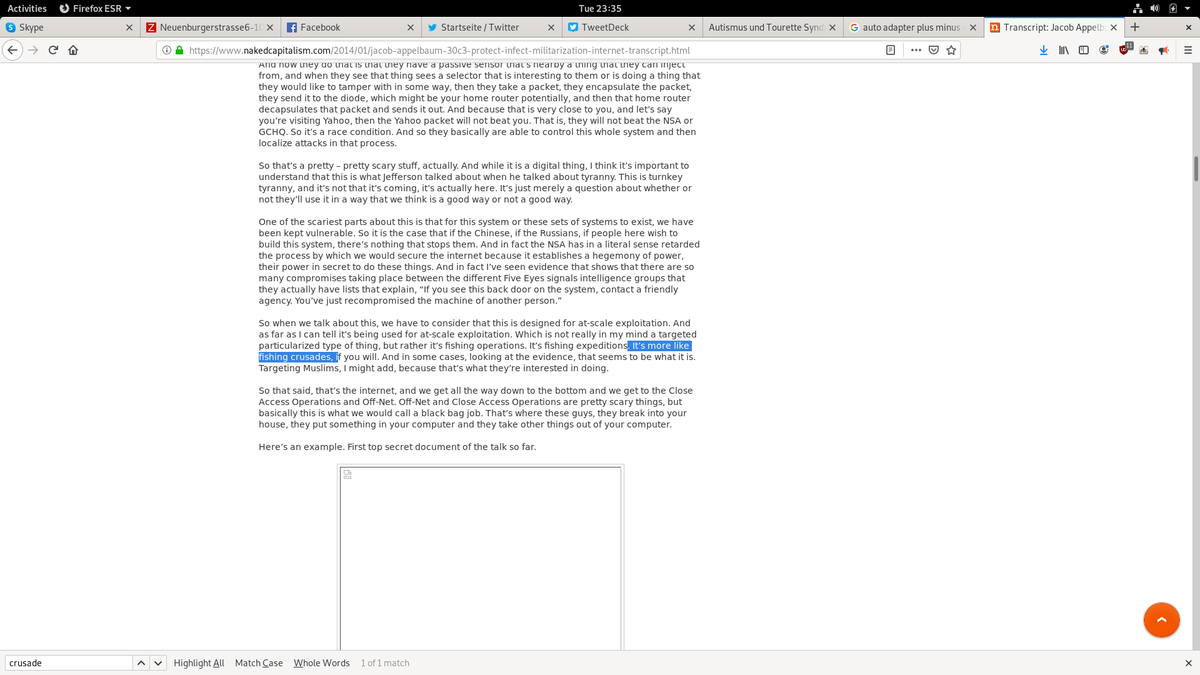 Activities Firefox ESR Tue 23:35
Skype Neuenburgerstrasse6-1 Facebook Startseite / Twitter TweetDeck Autismus und Tourette Synd auto adapter plus minus Transcript: Jacob Appelb
https://www.nakedcapitalism.com/2014/01/jacob-appelbaum-30c3-protect-infect-militarization-internet-transcript.html
And how they do that is that they have a passive sensor that's nearby a thing that they can inject
from, and when they see that thing sees a selector that is interesting to them or is doing a thing that
they would like to tamper with in some way, then they take a packet, they encapsulate the packet,
they send it to the diode, which might be your home router potentially, and then that home router
decapsulates that packet and sends it out. And because that is very close to you, and let's say
you're visiting Yahoo, then the Yahoo packet will not beat you. That is, they will not beat the NSA or
GCHQ. So it's a race condition. And so they basically are able to control this whole system and then
localize attacks in that process.
So that's a pretty – pretty scary stuff, actually. And while it is a digital thing, I think it's important to
understand that this is what Jefferson talked about when he talked about tyranny. This is turnkey
tyranny, and it's not that it's coming, it's actually here. It's just merely a question about whether or
not they'll use it in a way that we think is a good way or not a good way.
One of the scariest parts about this is that for this system or these sets of systems to exist, we have
been kept vulnerable. So it is the case that if the Chinese, if the Russians, if people here wish to
build this system, there's nothing that stops them. And in fact the NSA has in a literal sense retarded
the process by which we would secure the internet because it establishes a hegemony of power,
their power in secret to do these things. And in fact I've seen evidence that shows that there are so
many compromises taking place between the different Five Eyes signals intelligence groups that
they actually have lists that explain, "If you see this back door on the system, contact a friendly
agency. You've just recompromised the machine of another person."
So when we talk about this, we have to consider that this is designed for at-scale exploitation. And
as far as I can tell it's being used for at-scale exploitation. Which is not really in my mind a targeted
particularized type of thing, but rather it's fishing operations. It's fishing expeditions. It's more like
fishing crusades, if you will. And in some cases, looking at the evidence, that seems to be what it is.
Targeting Muslims, I might add, because that's what they're interested in doing.
So that said, that's the internet, and we get all the way down to the bottom and we get to the Close
Access Operations and Off-Net. Off-Net and Close Access Operations are pretty scary things, but
basically this is what we would call a black bag job. That's where these guys, they break into your
house, they put something in your computer and they take other things out of your computer.
Here's an example. First top secret document of the talk so far.
crusade Highlight All Match Case Whole Words 1 of 1 match